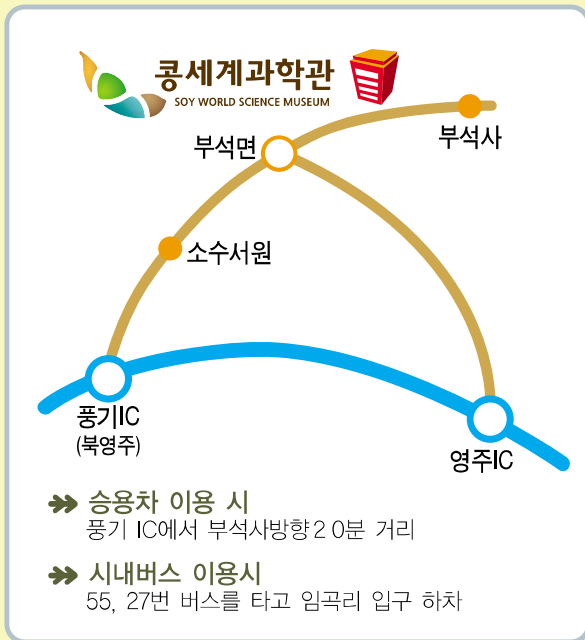 콩세계과학관
SOY WORLD SCIENCE MUSEUM
부석면
부석사
소수서원
풍기IC
(북영주)
영주IC
승용차 이용 시
풍기 IC에서 부석사방향 2 0분 거리
시내버스 이용시
55, 27번 버스를 타고 임곡리 입구 하차